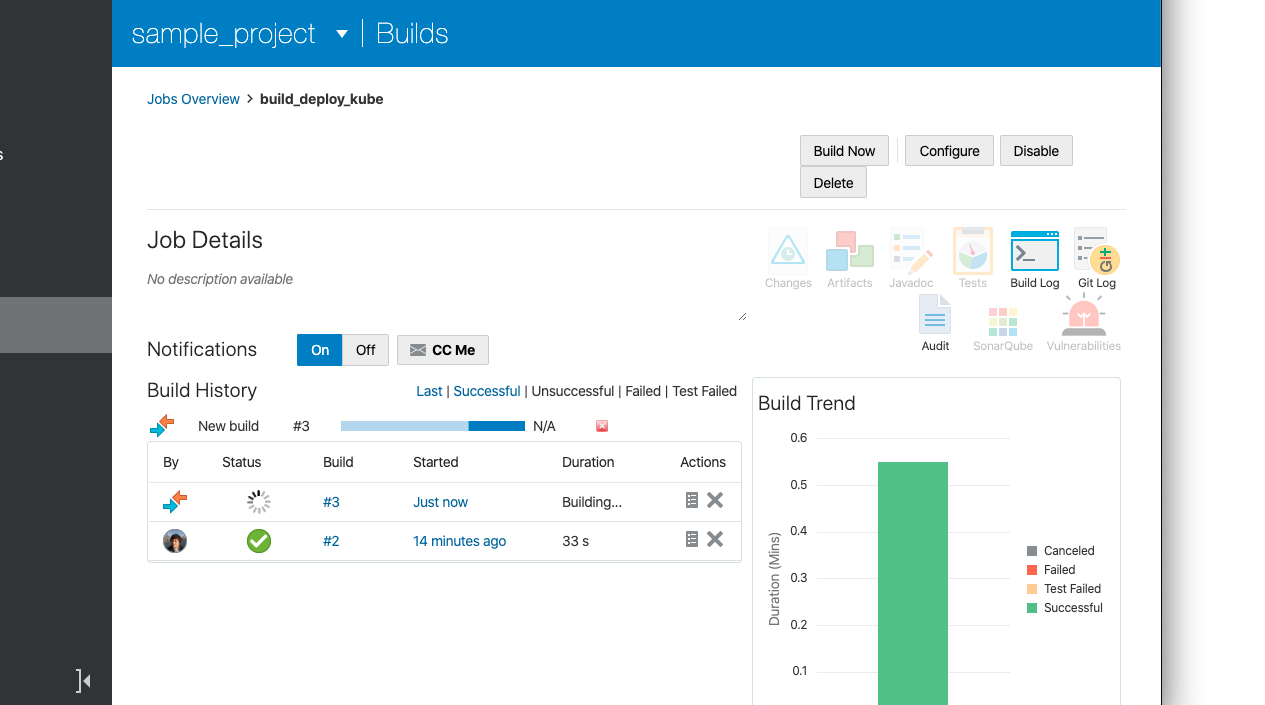 sample_project | Builds
s
Jobs Overview > build_deploy_kube
Build Now
Configure
Disable
Delete
Job Details
No description available
Changes
Artifacts
Javadoc
Tests
Build Log
Git Log
Git
Audit
SonarQube
Vulnerabilities
Notifications
On
Off
CC Me
Build History
Last | Successful | Unsuccessful | Failed | Test Failed
New build #3 N/A
By Status Build Started Duration Actions
#3 Just now Building...
#2 14 minutes ago 33 s
Build Trend
0.6
0.5
0.4
0.3
0.2
0.1
Duration (Mins)
Canceled
Failed
Test Failed
Successful